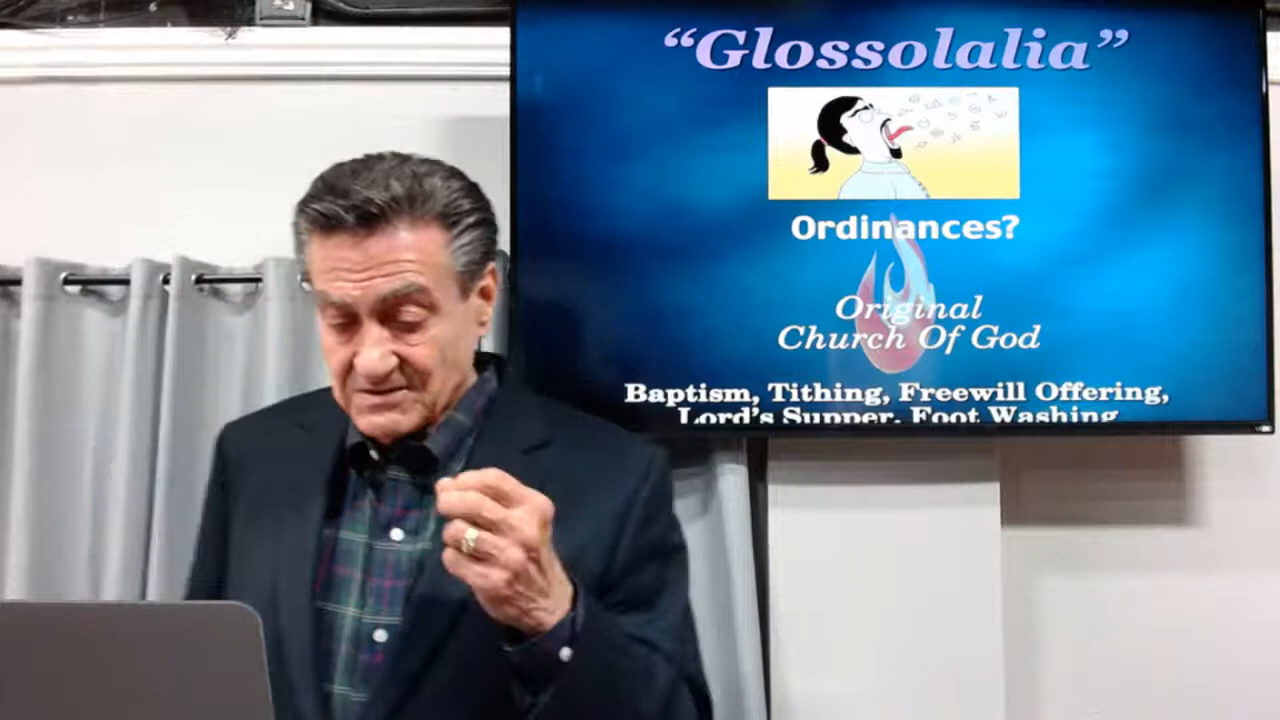 “Glossolalia”
Ordinances?
Original
Church Of God
Baptism, Tithing, Freewill Offering,
Lord's Supper, Foot Washing